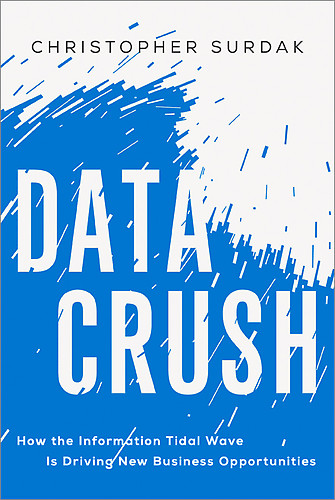 CHRISTOPHER SURDAK
DATA
CRUSH
How the Information Tidal Wave
Is Driving New Business Opportunities